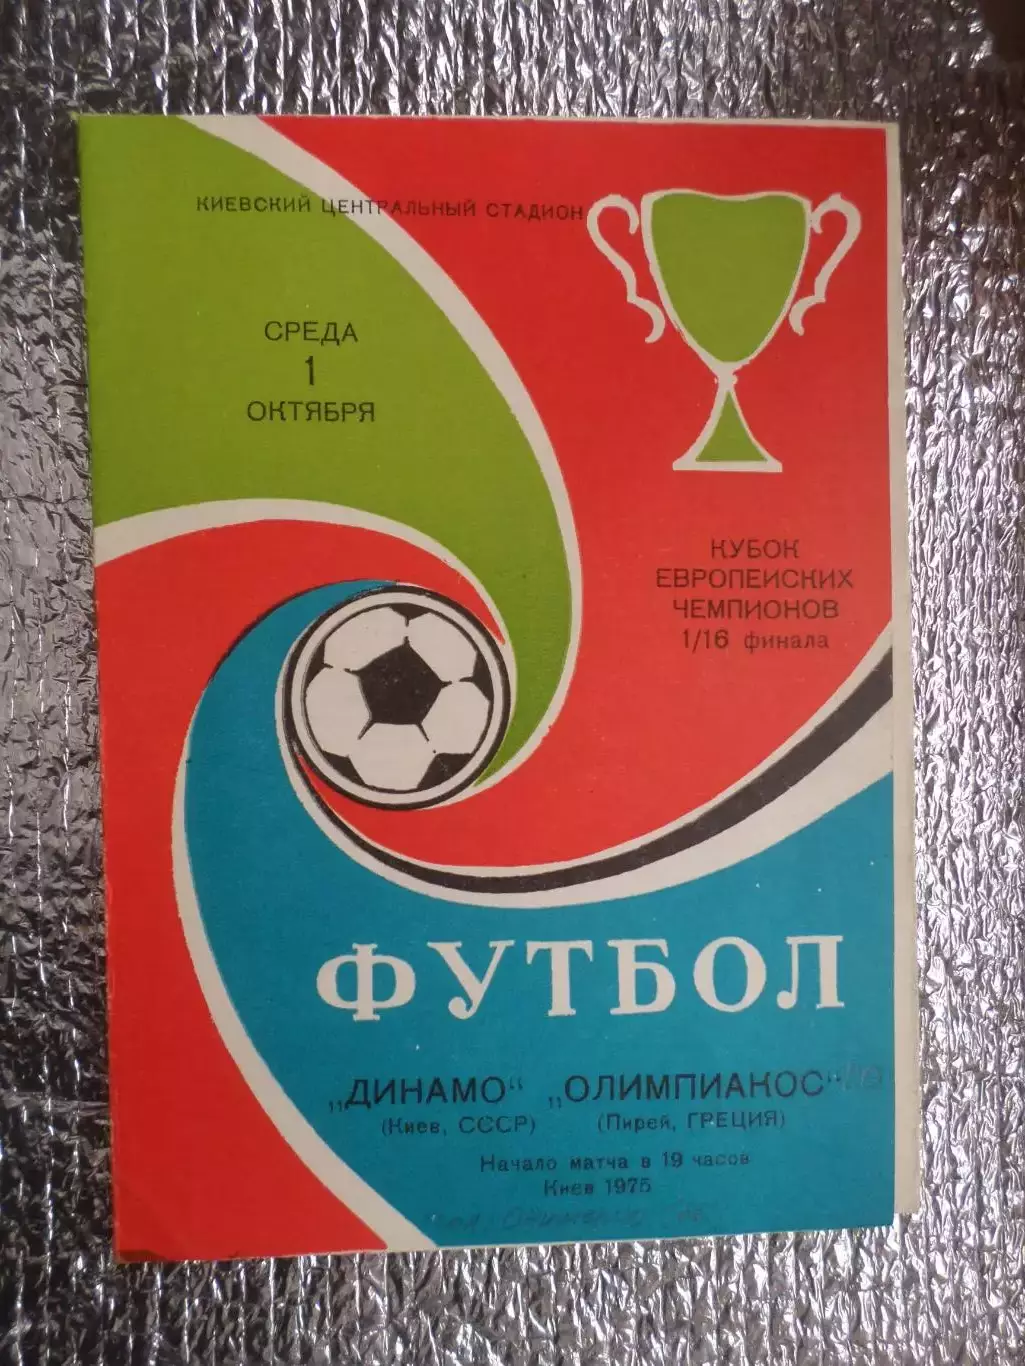 КИЕВСКИЙ ЦЕНТРАЛЬНЫЙ СТАДИОН
СРЕДА
1
ОКТЯБРЯ
КУБОК
ЕВРОПЕИСКИХ
ЧЕМПИОНОВ
1/16 финала
ФУТБОЛ
„ДИНАМО“ „ОЛИМПИАКОС“
(Киев, СССР) (Пирей, ГРЕЦИЯ)
Начало матча в 19 часов
Киев 1975